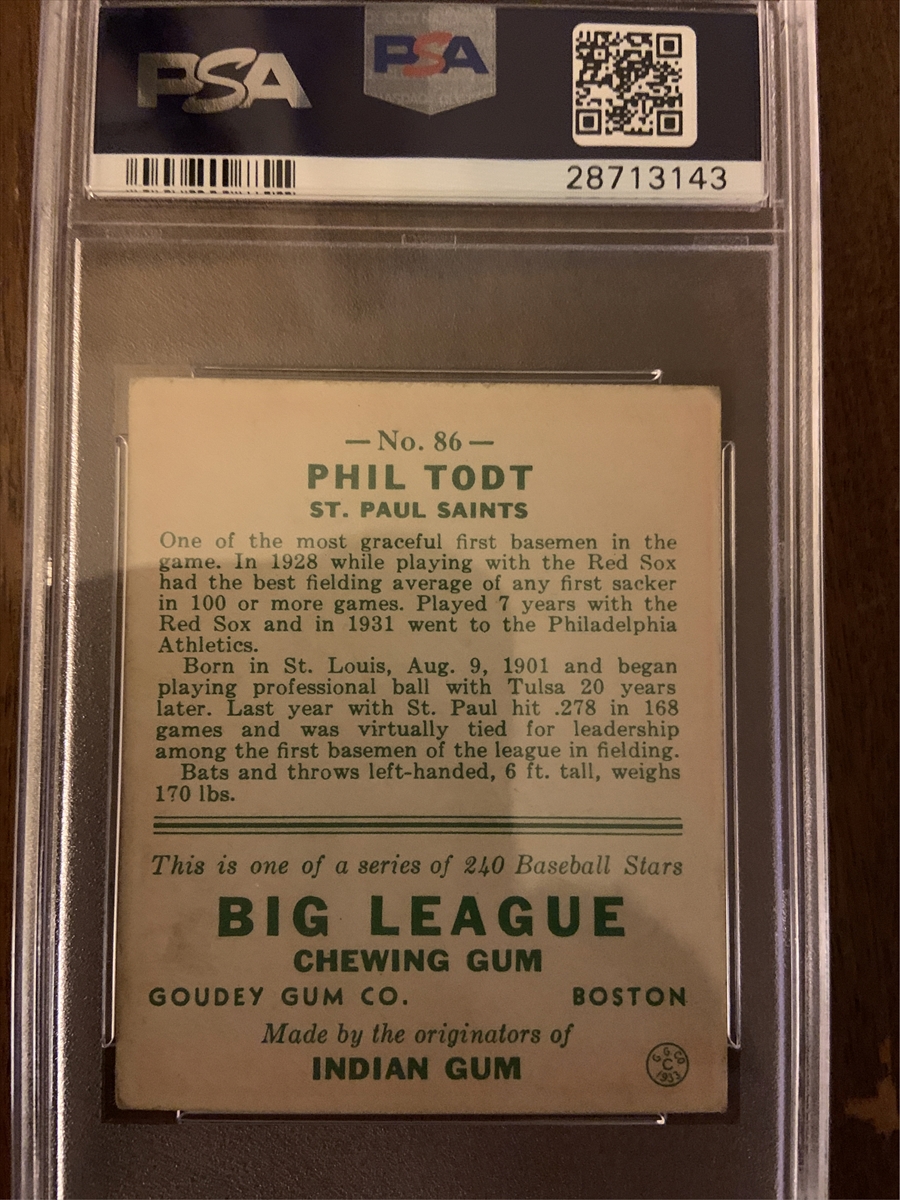 PSA
PSA
28713143
— No. 86 —
PHIL TODT
ST. PAUL SAINTS
One of the most graceful first basemen in the
game. In 1928 while playing with the Red Sox
had the best fielding average of any first sacker
in 100 or more games. Played 7 years with the
Red Sox and in 1931 went to the Philadelphia
Athletics.
Born in St. Louis, Aug. 9, 1901 and began
playing professional ball with Tulsa 20 years
later. Last year with St. Paul hit .278 in 168
games and was virtually tied for leadership
among the first basemen of the league in fielding.
Bats and throws left-handed, 6 ft. tall, weighs
170 lbs.
This is one of a series of 240 Baseball Stars
BIG LEAGUE
CHEWING GUM
GOUDEY GUM CO. BOSTON
Made by the originators of
INDIAN GUM
G G CO
C
1933